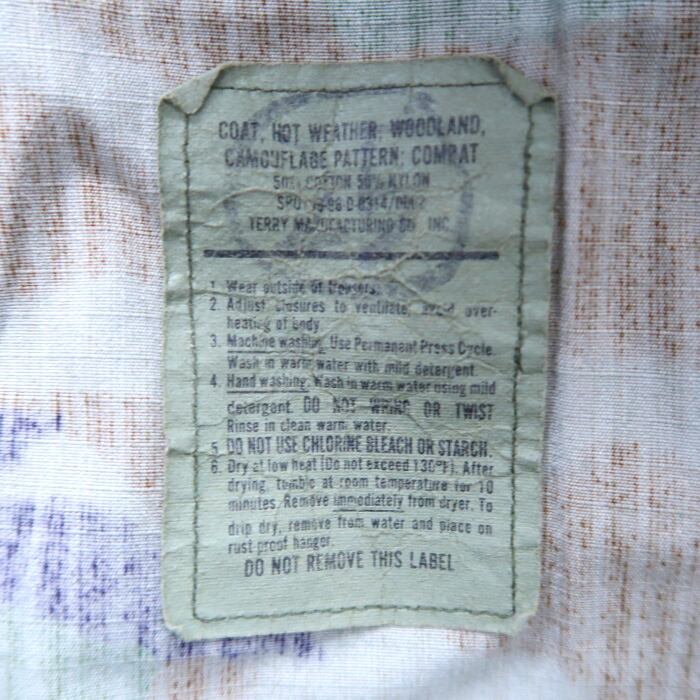 COAT, HOT WEATHER, WOODLAND,
CAMOUFLAGE PATTERN: COMBAT
50% COTTON 50% NYLON
TERRY MANUFACTURING CO., INC.
1. Wear outside of trousers.
2. Adjust closures to ventilate, avoid over-
heating of body
3. Machine washing. Use Permanent Press Cycle.
Wash in warm water with mild detergent
4. Hand washing. Wash in warm water using mild
detergent. DO NOT WRING OR TWIST
Rinse in clean warm water.
5. DO NOT USE CHLORINE BLEACH OR STARCH.
6. Dry at low heat (Do not exceed 130°F). After
drying, tumble at room temperature for 10
minutes. Remove immediately from dryer. To
drip dry, remove from water and place on
rust proof hanger.
DO NOT REMOVE THIS LABEL